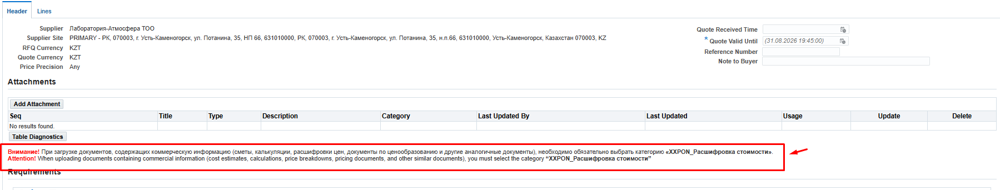 Header Lines
Supplier Лаборатория-Атмосфера ТОО
Supplier Site PRIMARY - РК, 070003, г. Усть-Каменогорск, ул. Потанина, 35, НП 66, 631010000, РК, 070003, г. Усть-Каменогорск, ул. Потанина, 35, н.п.66, 631010000, Усть-Каменогорск, Казахстан 070003, KZ
RFQ Currency KZT
Quote Currency KZT
Price Precision Any
Quote Received Time
* Quote Valid Until (31.08.2026 19:45:00)
Reference Number
Note to Buyer
Attachments
Add Attachment
Seq Title Type Description Category Last Updated By Last Updated Usage Update Delete
No results found.
Table Diagnostics
Внимание! При загрузке документов, содержащих коммерческую информацию (сметы, калькуляции, расшифровки цен, документы по ценообразованию и другие аналогичные документы), необходимо обязательно выбрать категорию «XXPON_Расшифровка стоимости».
Attention! When uploading documents containing commercial information (cost estimates, calculations, price breakdowns, pricing documents, and other similar documents), you must select the category “XXPON_Расшифровка стоимости”
Requirements